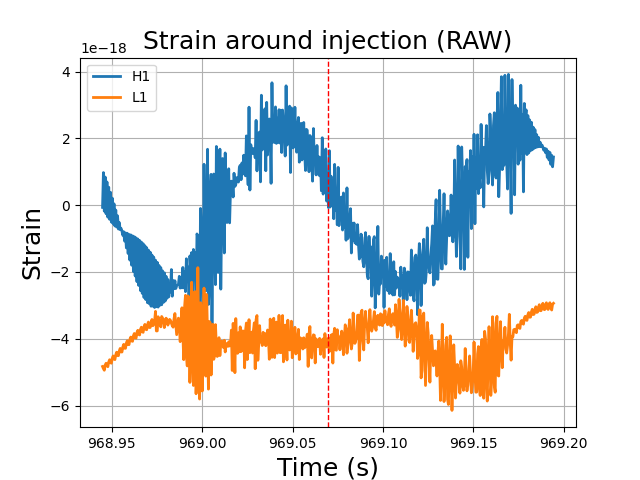 Strain around injection (RAW)
1e−18
H1
L1
4
2
0
−2
−4
−6
Strain
968.95 969.00 969.05 969.10 969.15 969.20
Time (s)